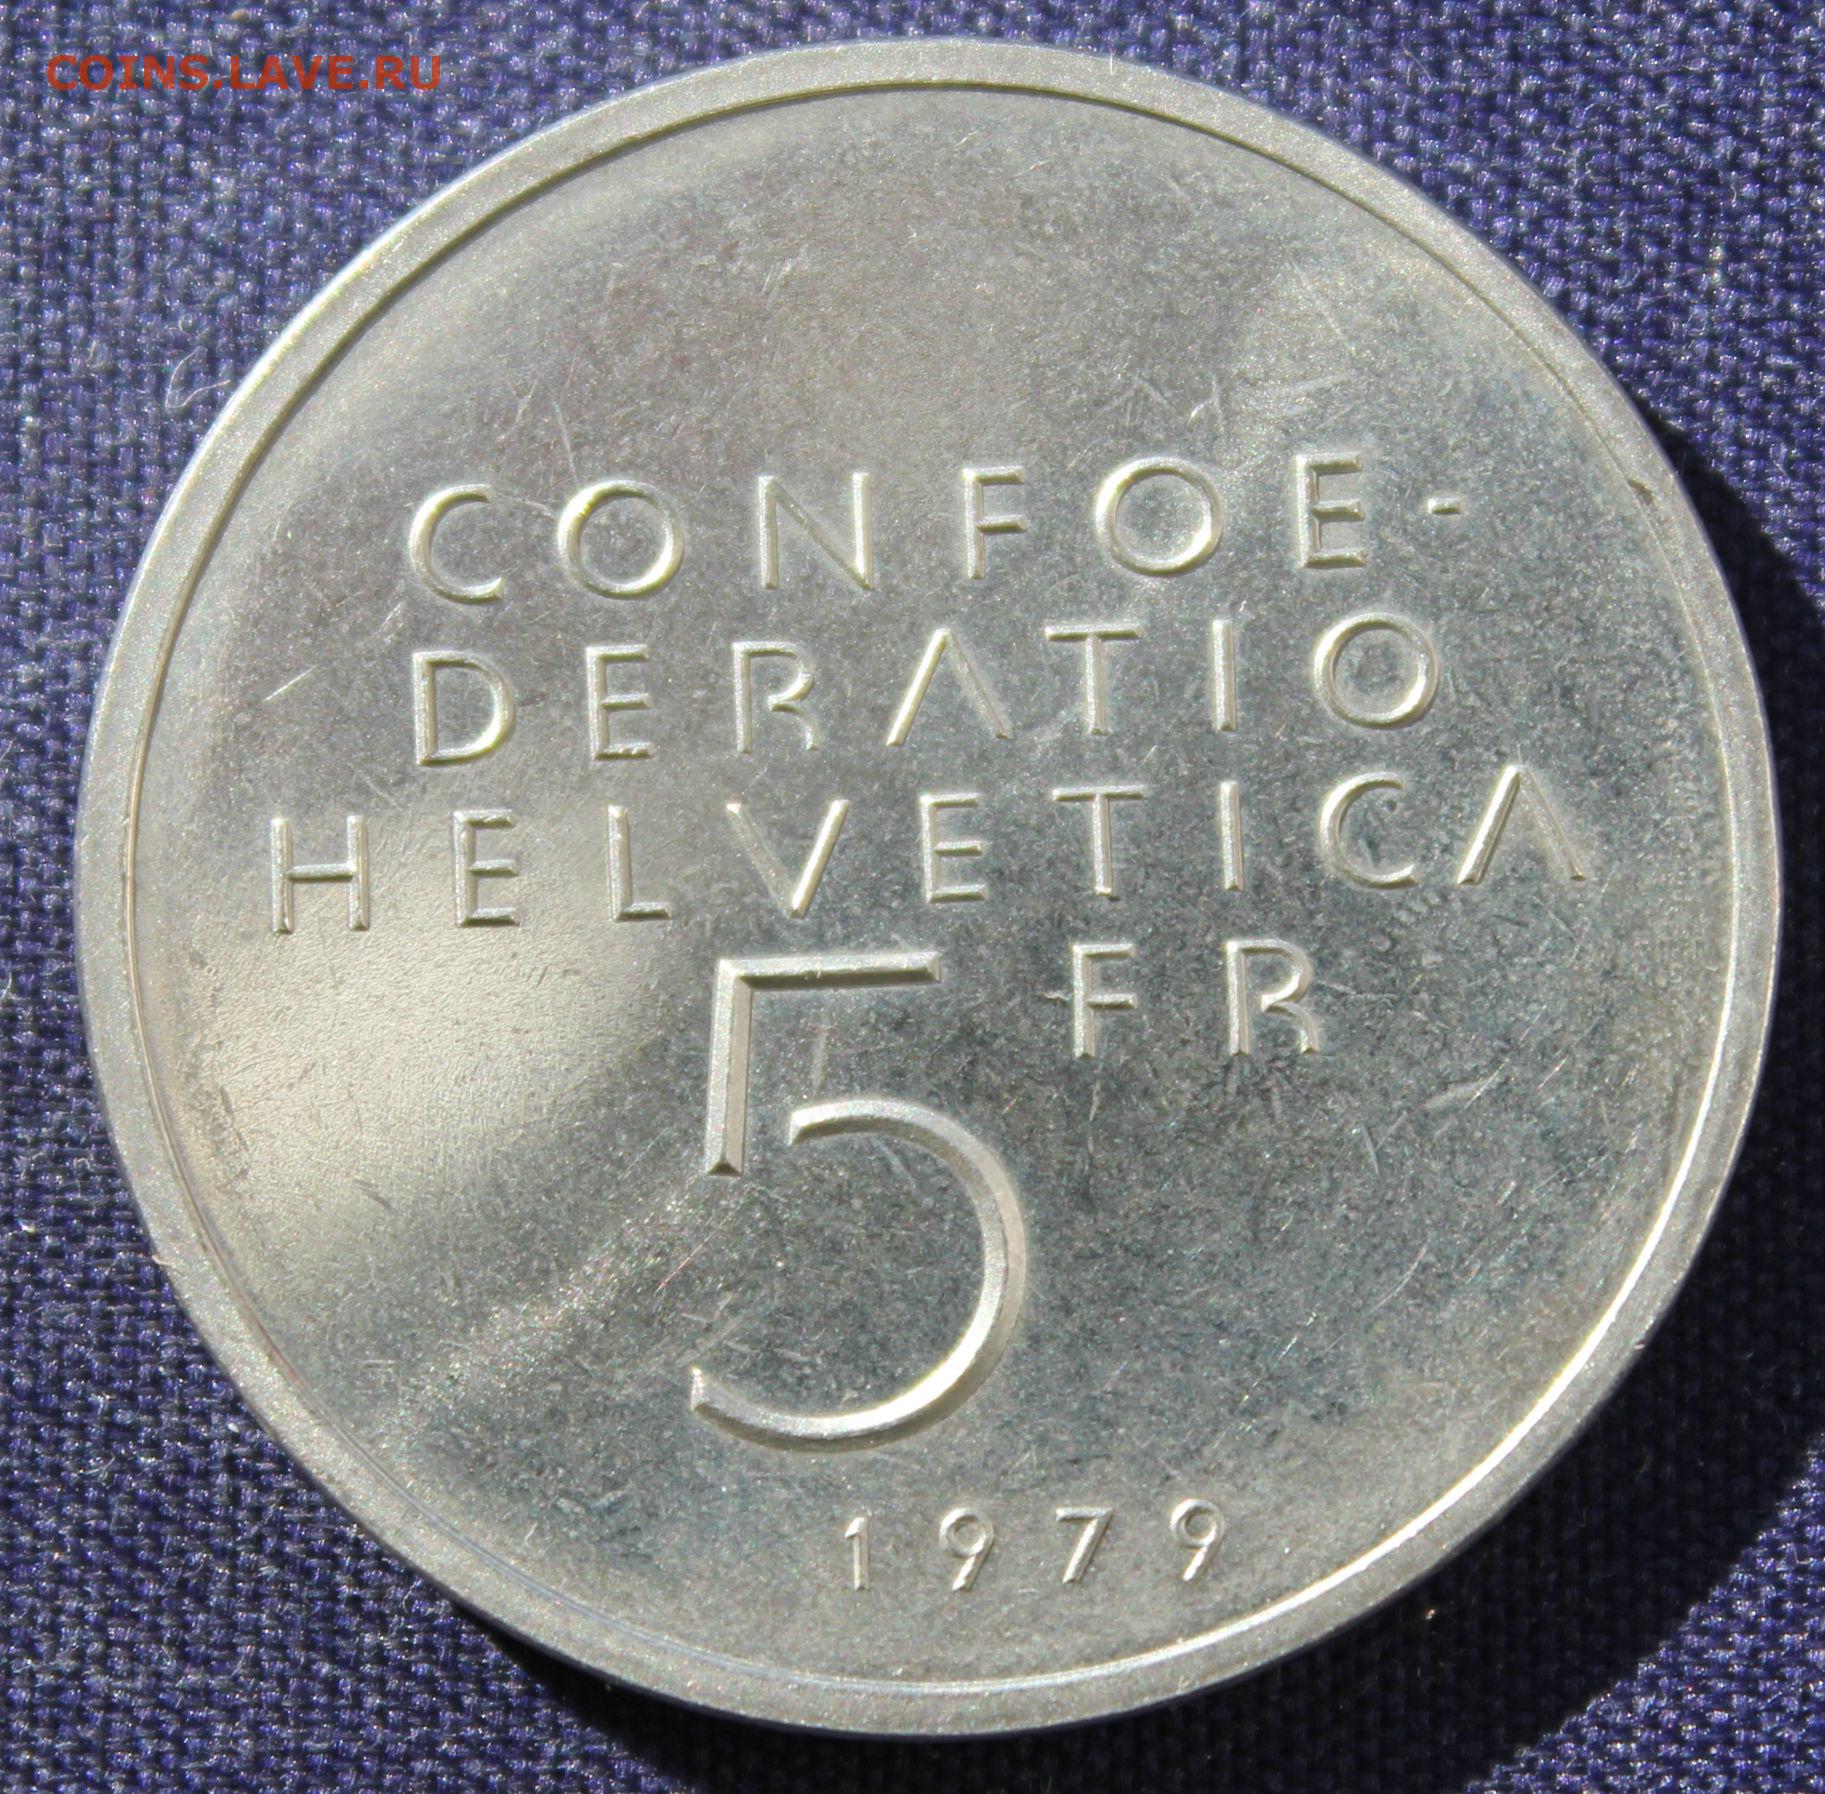 COINS.LAVE.RU
CONFOE-
DERATIO
HELVETICA
5 FR
1979